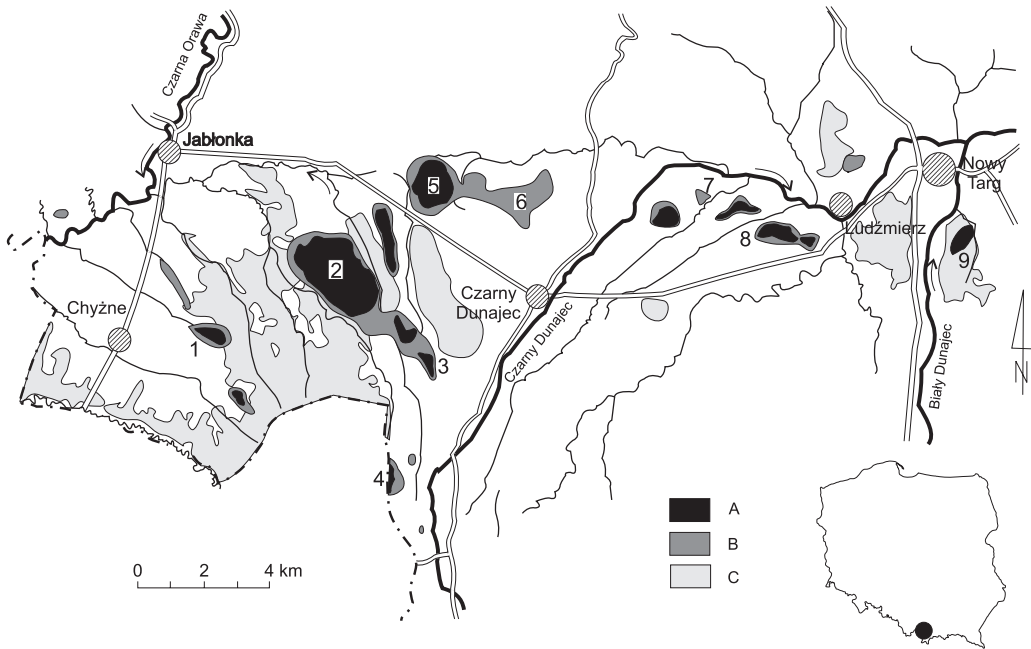 Czarna Orawa
Jabłonka
Nowy
Targ
5
6
7
8
Lúdźmierz
9
2
Czarny
Dunajec
Chyżne
1
3
Czarny Dunajec
Biały Dunajec
N
4
A
B
C
0 2 4 km